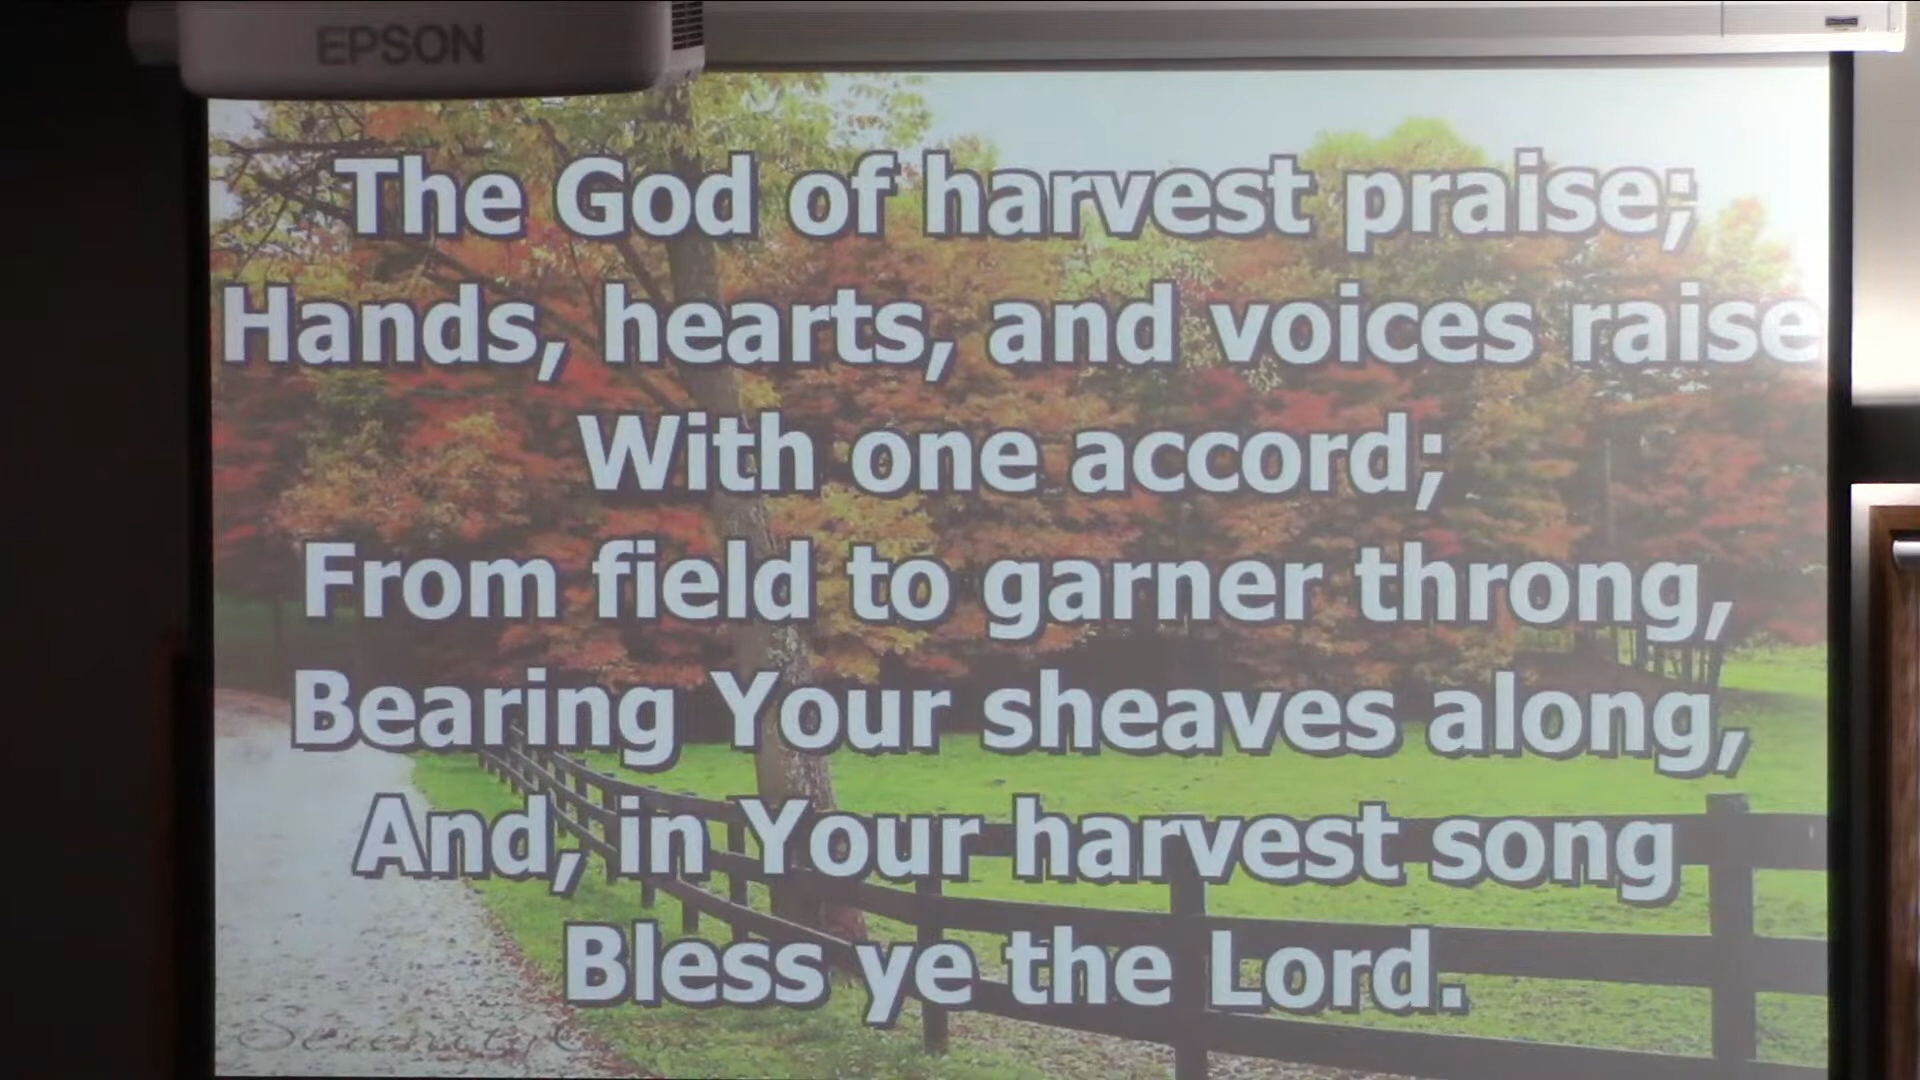 EPSON
The God of harvest praise;
Hands, hearts, and voices raise
With one accord;
From field to garner throng,
Bearing Your sheaves along,
And, in Your harvest song
Bless ye the Lord.
Serenity